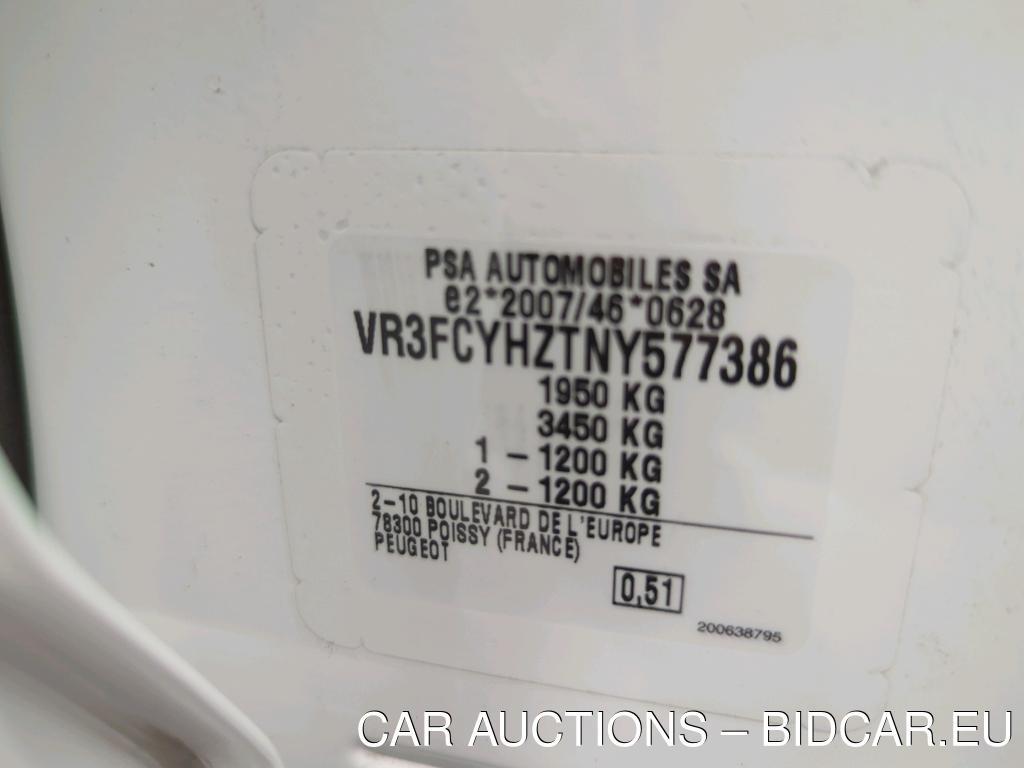 PSA AUTOMOBILES SA
e2*2007/46*0628
VR3FCYHZTNY577386
1950 KG
3450 KG
1 - 1200 KG
2 - 1200 KG
2-10 BOULEVARD DE L'EUROPE
78300 POISSY (FRANCE)
PEUGEOT
0,51
200638795
CAR AUCTIONS – BIDCAR.EU